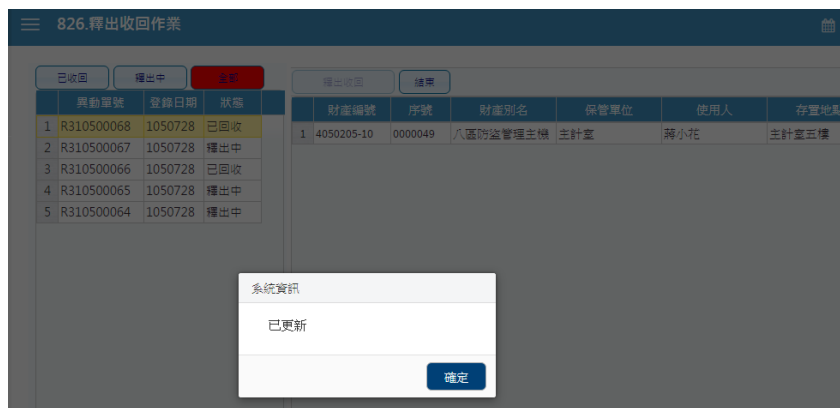 826.釋出收回作業
已收回 釋出中 全部
異動單號 登錄日期 狀態
1 R310500068 1050728 已回收
2 R310500067 1050728 釋出中
3 R310500066 1050728 已回收
4 R310500065 1050728 釋出中
5 R310500064 1050728 釋出中
釋出收回 結束
財產編號 序號 財產別名 保管單位 使用人 存置地點
1 4050205-10 0000049 八區防盜管理主機 主計室 蔣小花 主計室五樓
系統資訊
已更新
確定